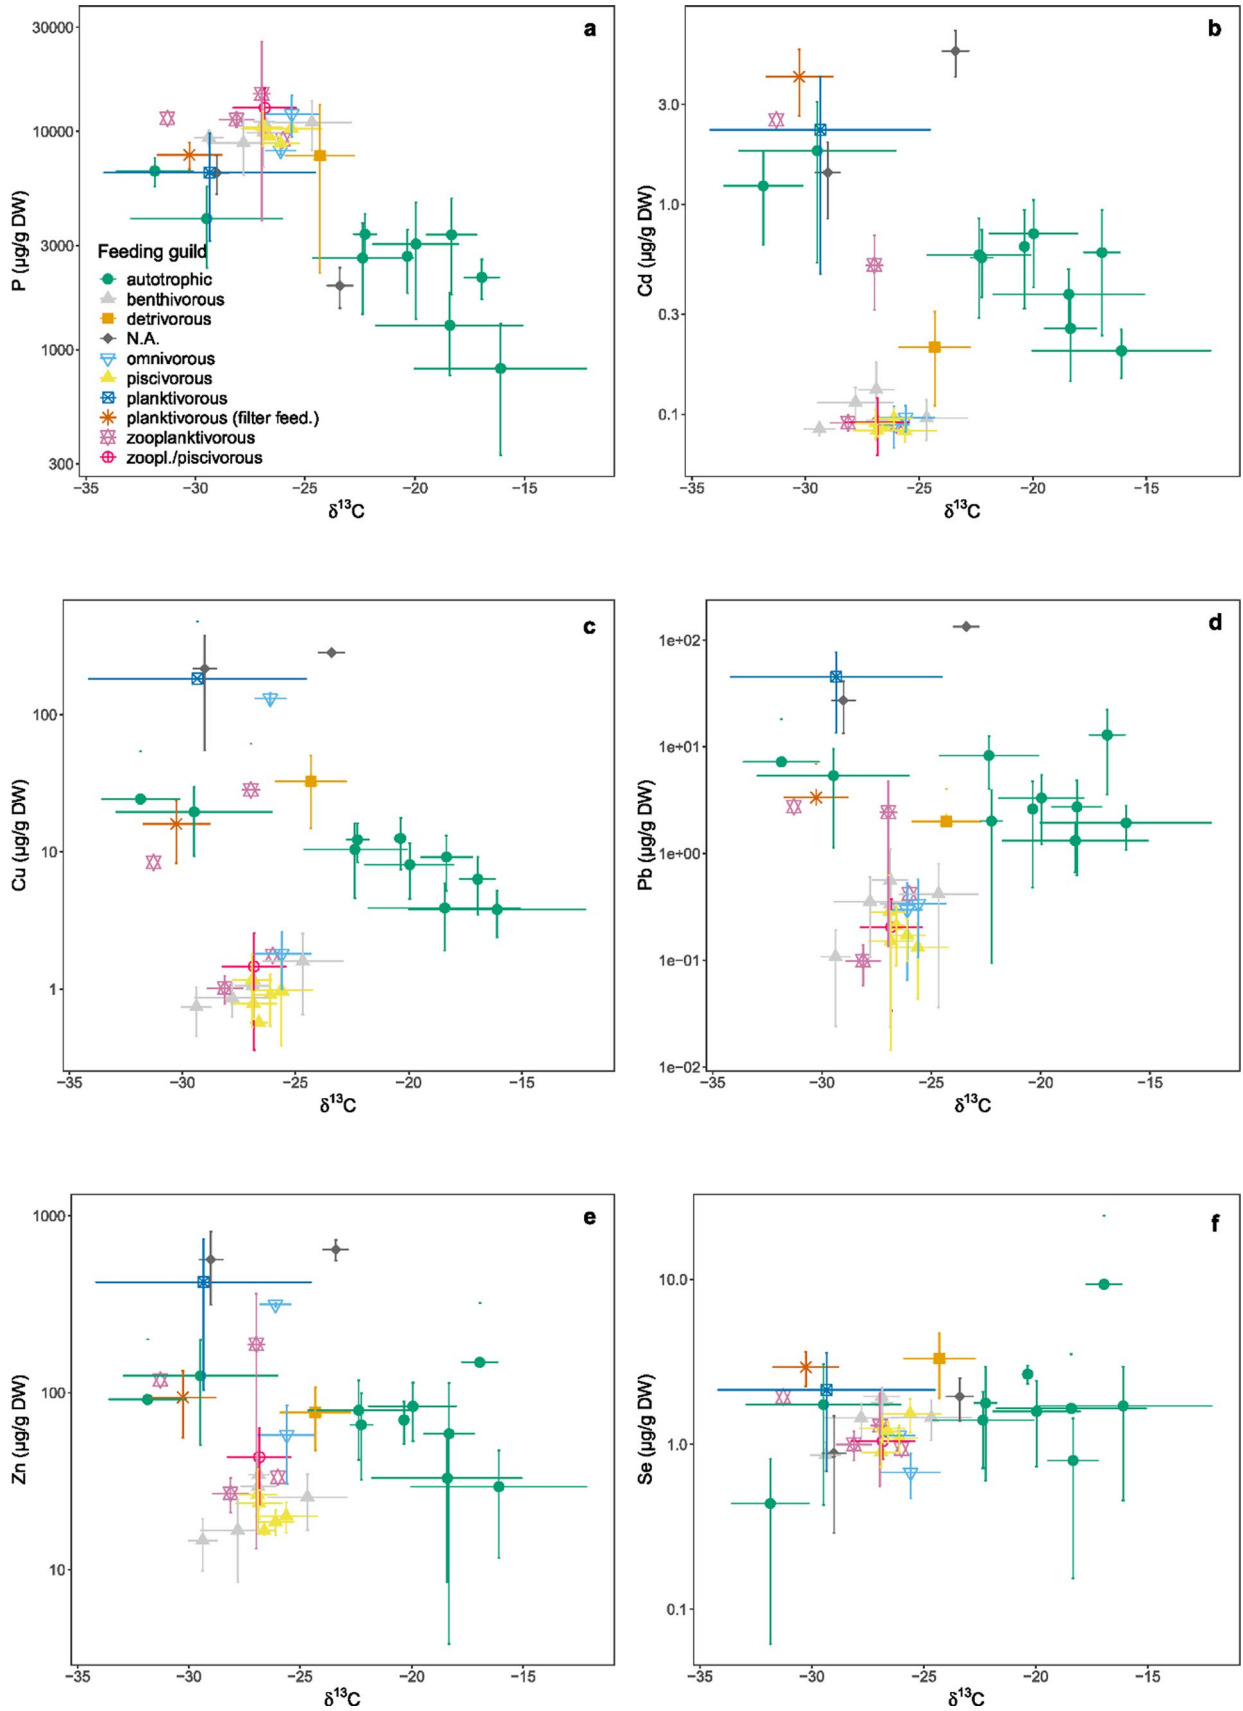 a
30000
10000
3000
1000
300
P (µg/g DW)
Feeding guild
autotrophic
benthivorous
detrivorous
N.A.
omnivorous
piscivorous
planktivorous
planktivorous (filter feed.)
zooplanktivorous
zoopl./piscivorous
−35 −30 −25 −20 −15
δ¹³C
b
3.0
1.0
0.3
0.1
Cd (µg/g DW)
−35 −30 −25 −20 −15
δ¹³C
c
100
10
1
Cu (µg/g DW)
−35 −30 −25 −20 −15
δ¹³C
d
1e+02
1e+01
1e+00
1e−01
1e−02
Pb (µg/g DW)
−35 −30 −25 −20 −15
δ¹³C
e
1000
100
10
Zn (µg/g DW)
−35 −30 −25 −20 −15
δ¹³C
f
10.0
1.0
0.1
Se (µg/g DW)
−35 −30 −25 −20 −15
δ¹³C